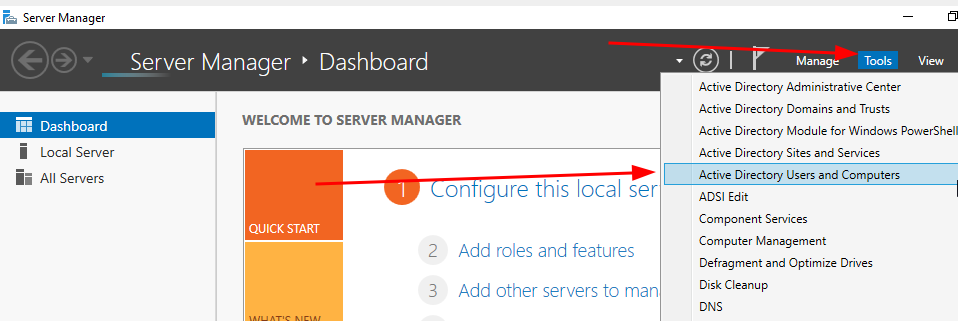 Server Manager
Server Manager ‣ Dashboard
Manage Tools View
Dashboard
Local Server
All Servers
WELCOME TO SERVER MANAGER
QUICK START
WHAT'S NEW
1 Configure this local ser
2 Add roles and features
3 Add other servers to man
Active Directory Administrative Center
Active Directory Domains and Trusts
Active Directory Module for Windows PowerShell
Active Directory Sites and Services
Active Directory Users and Computers
ADSI Edit
Component Services
Computer Management
Defragment and Optimize Drives
Disk Cleanup
DNS